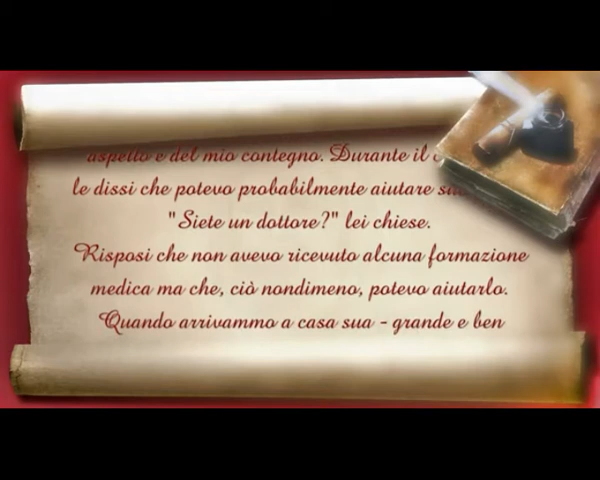 aspetto e del mio contegno. Durante il
le dissi che potevo probabilmente aiutare
"Siete un dottore?" lei chiese.
Risposi che non avevo ricevuto alcuna formazione
medica ma che, ciò nondimeno, potevo aiutarlo.
Quando arrivammo a casa sua - grande e ben